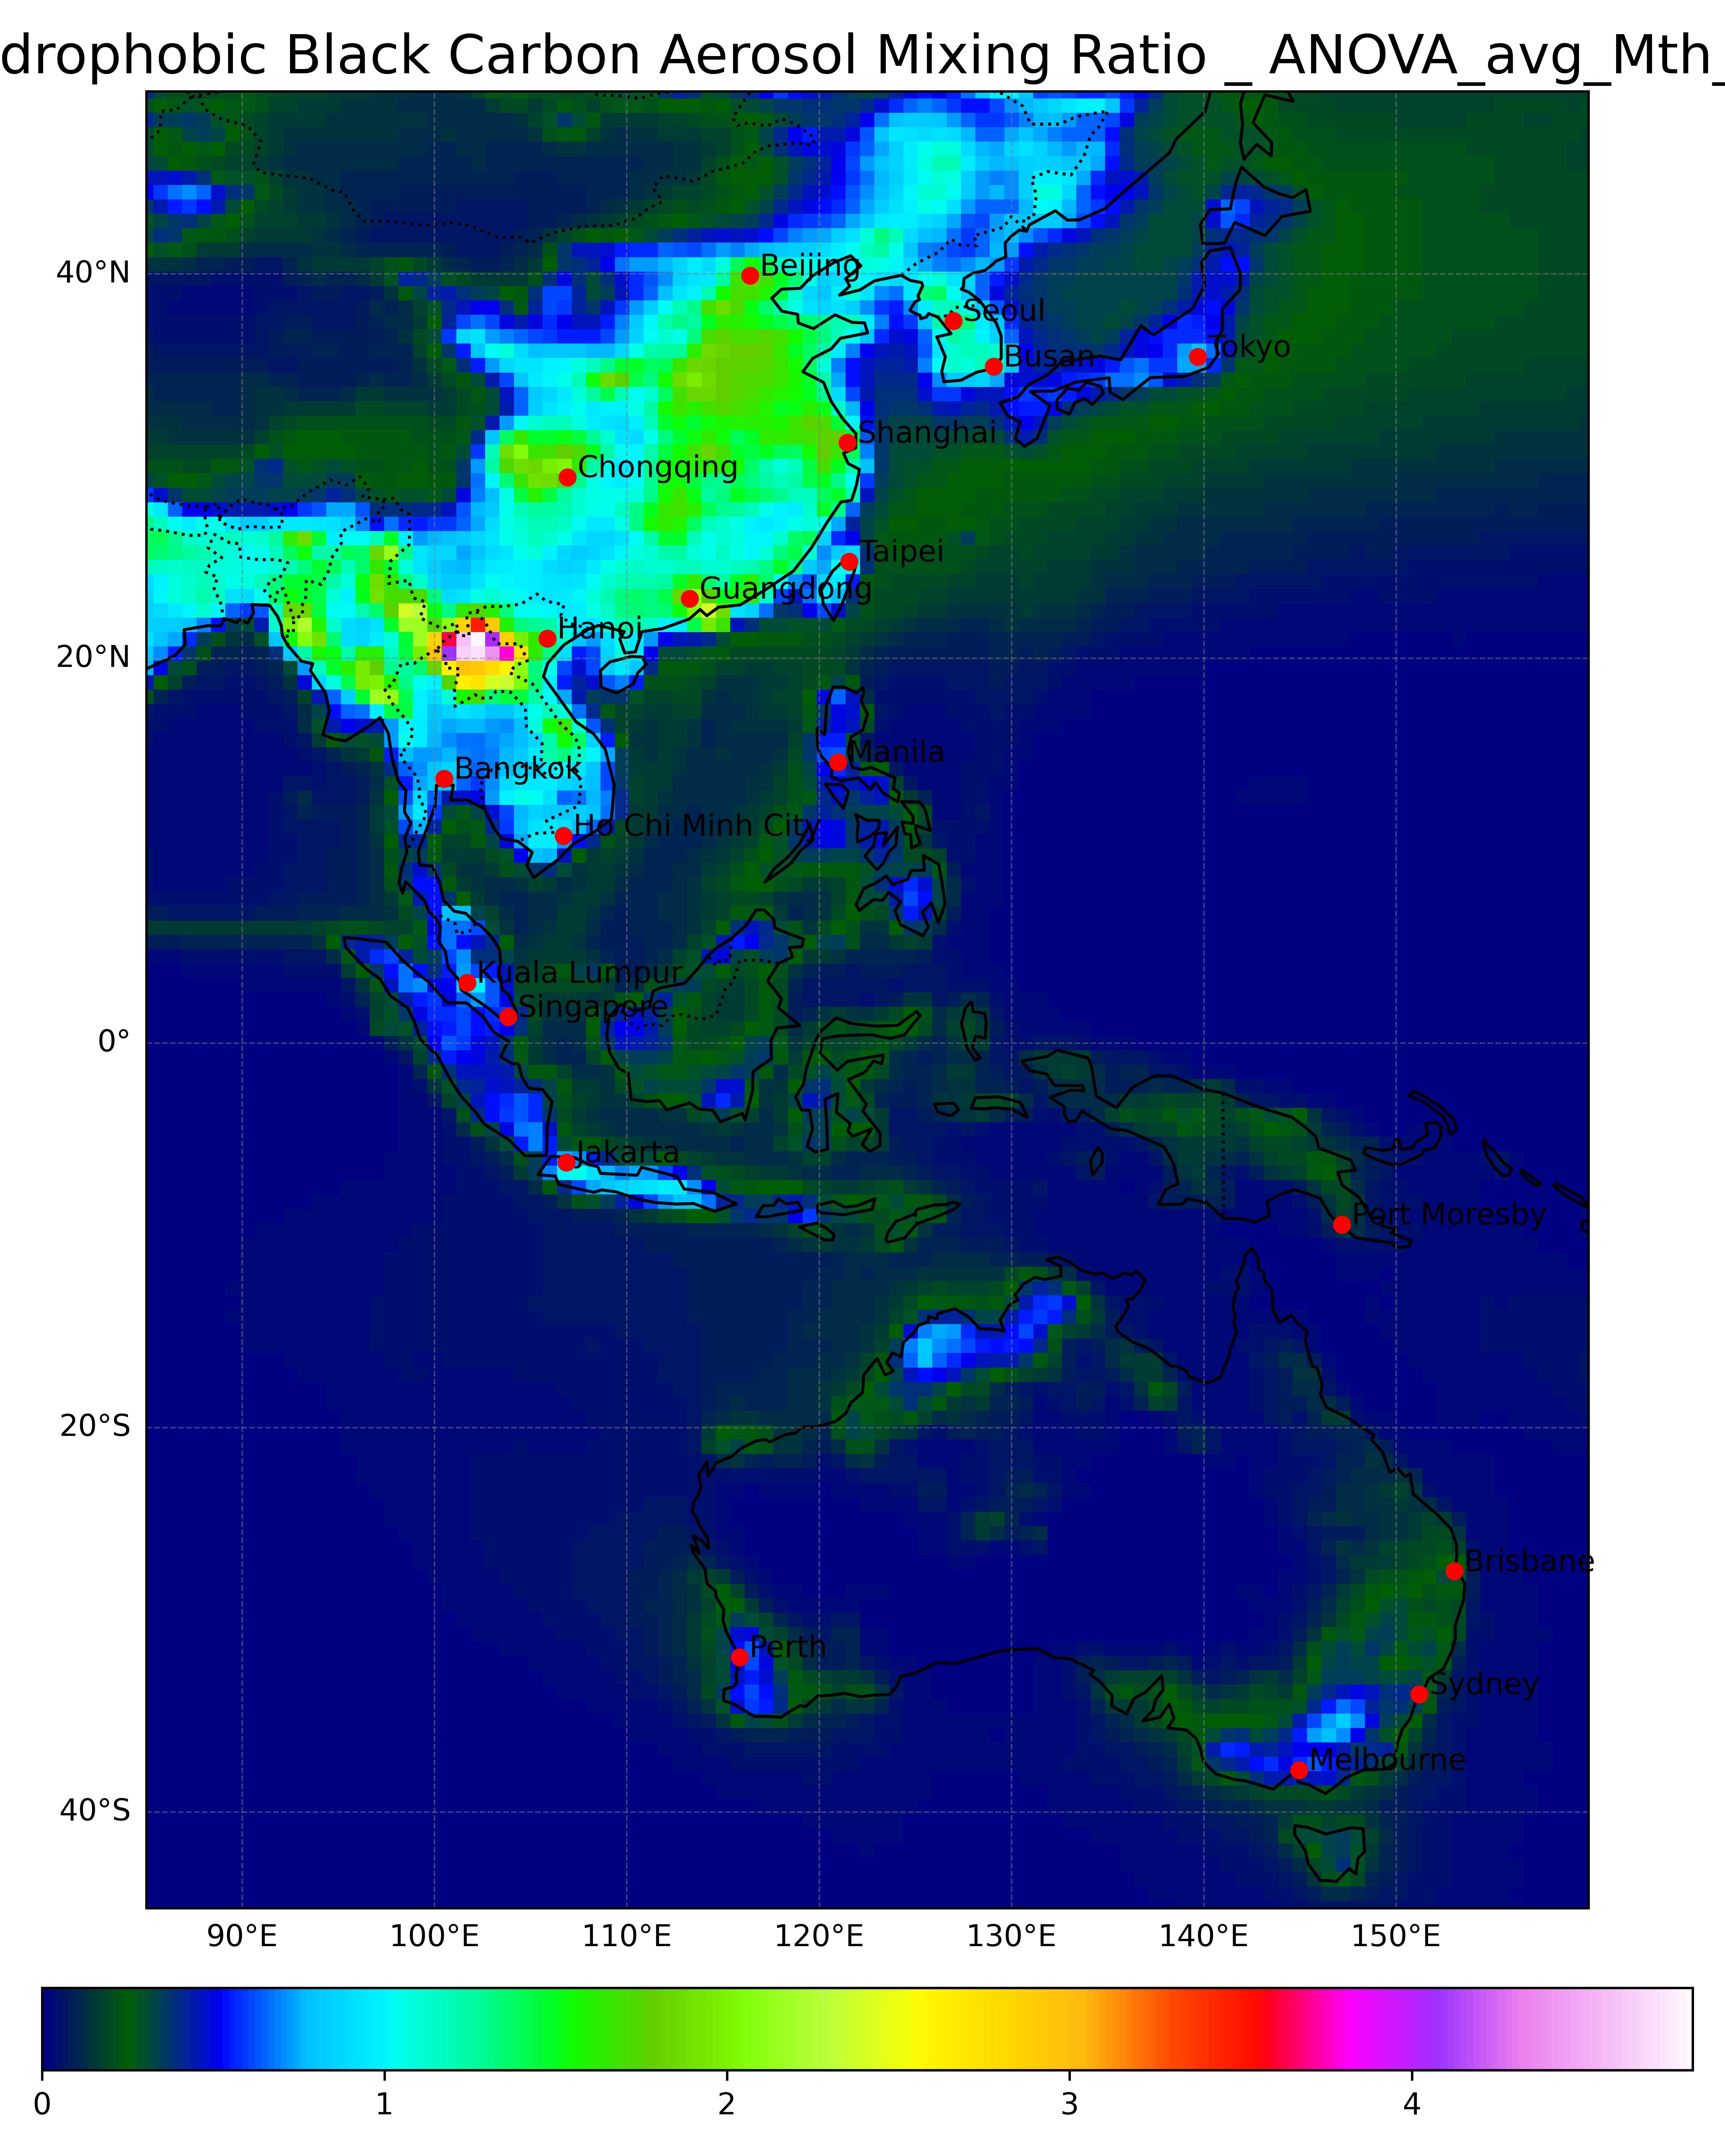 drophobic Black Carbon Aerosol Mixing Ratio _ ANOVA_avg_Mth_
40°N
20°N
0°
20°S
40°S
Beijing
Seoul
Busan
Tokyo
Shanghai
Chongqing
Taipei
Guangdong
Hanoi
Manila
Bangkok
Ho Chi Minh City
Kuala Lumpur
Singapore
Jakarta
Port Moresby
Brisbane
Perth
Sydney
Melbourne
90°E 100°E 110°E 120°E 130°E 140°E 150°E
0 1 2 3 4